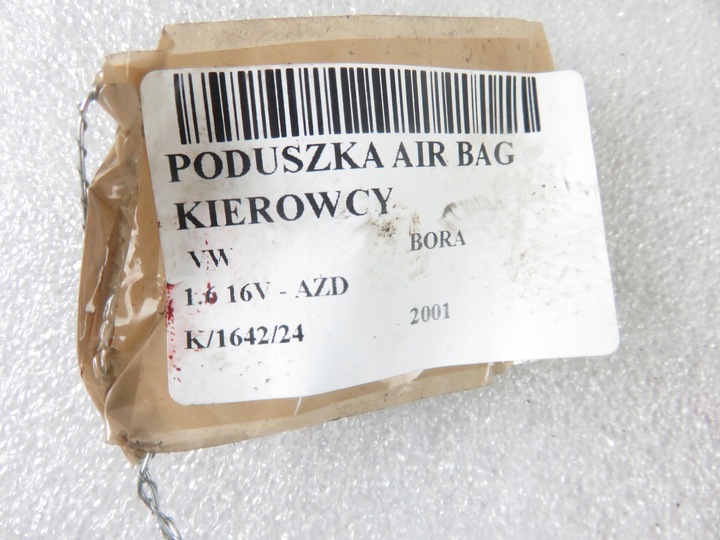 PODUSZKA AIR BAG
KIEROWCY
VW BORA
1.6 16V - AZD
K/1642/24 2001